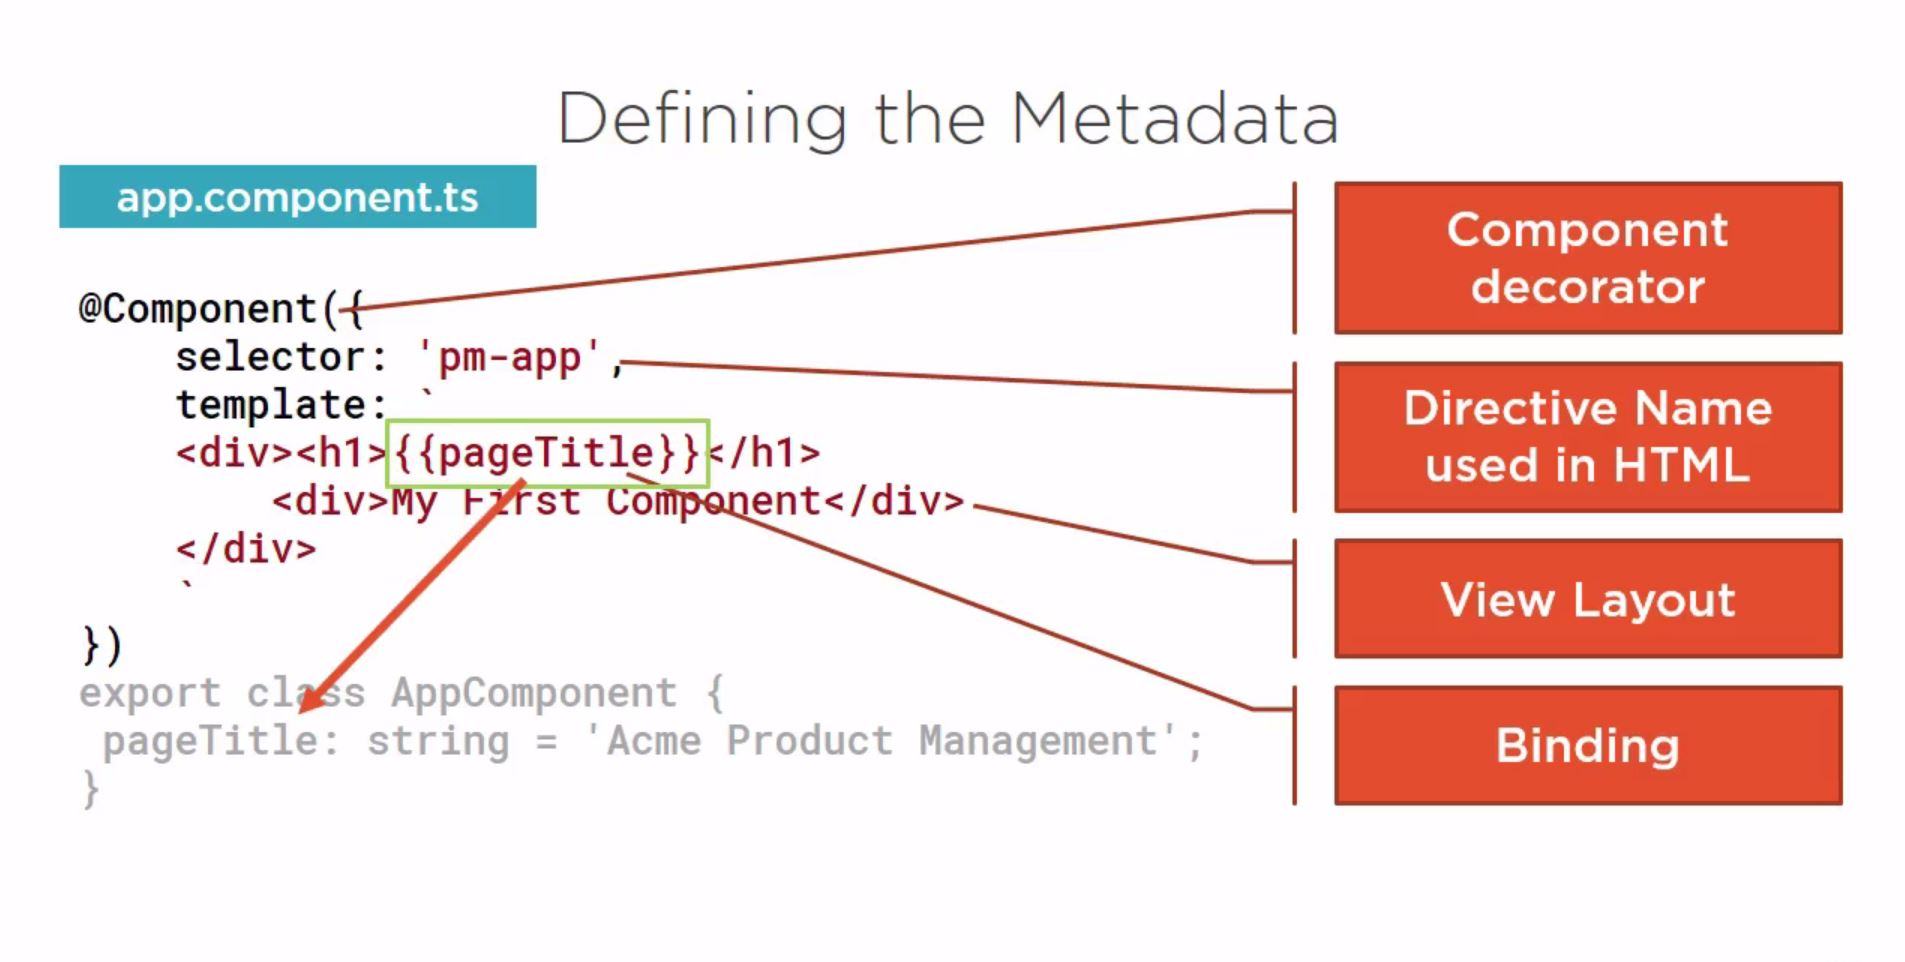 Defining the Metadata
app.component.ts
@Component({
selector: 'pm-app',
template: `
<div><h1>{{pageTitle}}</h1>
<div>My First Component</div>
</div>
`
})
export class AppComponent {
pageTitle: string = 'Acme Product Management';
}
Component
decorator
Directive Name
used in HTML
View Layout
Binding